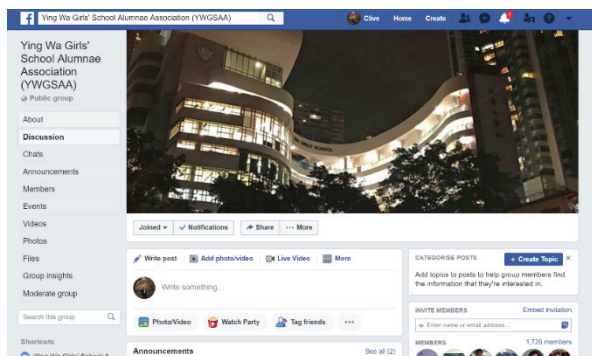 Ying Wa Girls' School Alumnae Association (YWGSAA)
Clive Home Create
Ying Wa Girls'
School Alumnae
Association
(YWGSAA)
Public group
About
Discussion
Chats
Announcements
Members
Events
Videos
Photos
Files
Group insights
Moderate group
Search this group
Shortcuts
GIRLS' SCHOOL
Joined Notifications Share More
Write post Add photo/video Live Video More
Write something...
Photo/Video Watch Party Tag friends
Announcements See all (2)
CATEGORISE POSTS + Create Topic
Add topics to posts to help group members find
the information that they're interested in.
INVITE MEMBERS Embed invitation
+ Enter name or email address...
MEMBERS 1,726 members